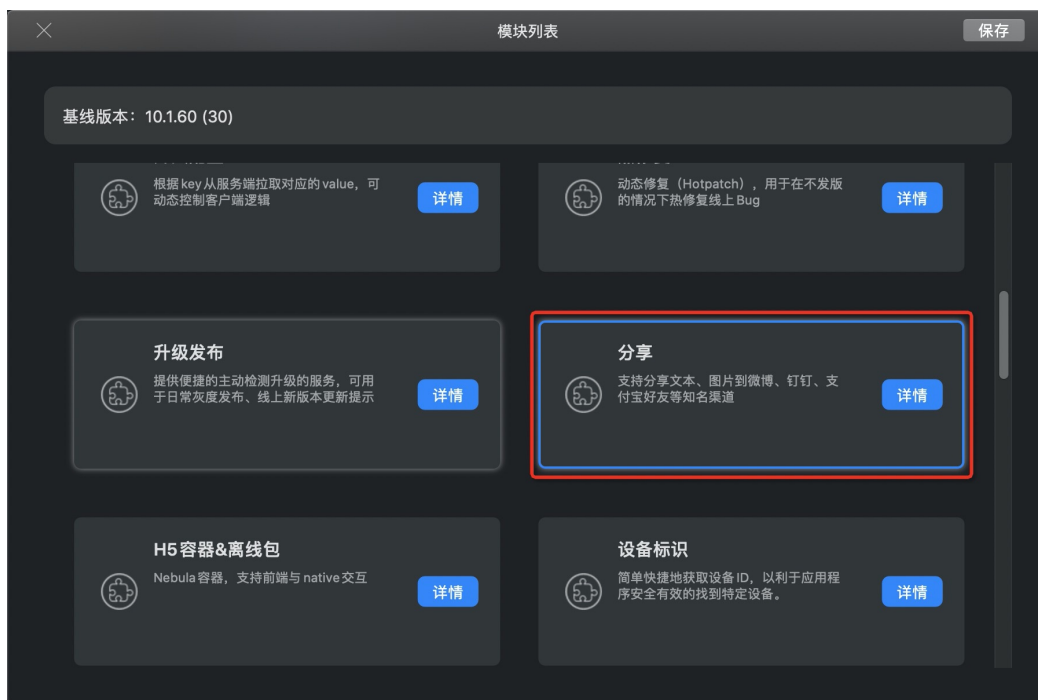 模块列表
保存
基线版本：10.1.60 (30)
根据 key 从服务端拉取对应的 value，可
动态控制客户端逻辑
详情
动态修复（Hotpatch），用于在不发版
的情况下热修复线上 Bug
详情
升级发布
提供便捷的主动检测升级的服务，可用
于日常灰度发布、线上新版本更新提示
详情
分享
支持分享文本、图片到微博、钉钉、支
付宝好友等知名渠道
详情
H5 容器&离线包
Nebula 容器，支持前端与 native 交互
详情
设备标识
简单快捷地获取设备 ID，以利于应用程
序安全有效的找到特定设备。
详情